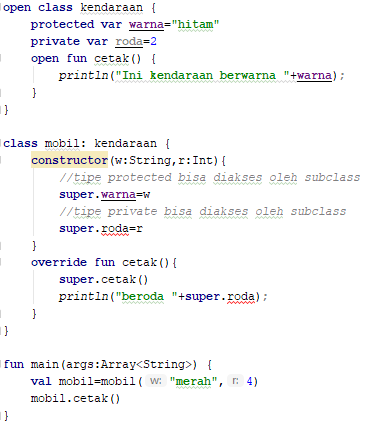 open class kendaraan {
    protected var warna="hitam"
    private var roda=2
    open fun cetak() {
        println("Ini kendaraan berwarna "+warna);
    }
}
class mobil: kendaraan {
    constructor(w:String,r:Int){
        //tipe protected bisa diakses oleh subclass
        super.warna=w
        //tipe private bisa diakses oleh subclass
        super.roda=r
    }
    override fun cetak(){
        super.cetak()
        println("beroda "+super.roda);
    }
}
fun main(args:Array<String>) {
    val mobil=mobil( w: "merah", r: 4)
    mobil.cetak()
}